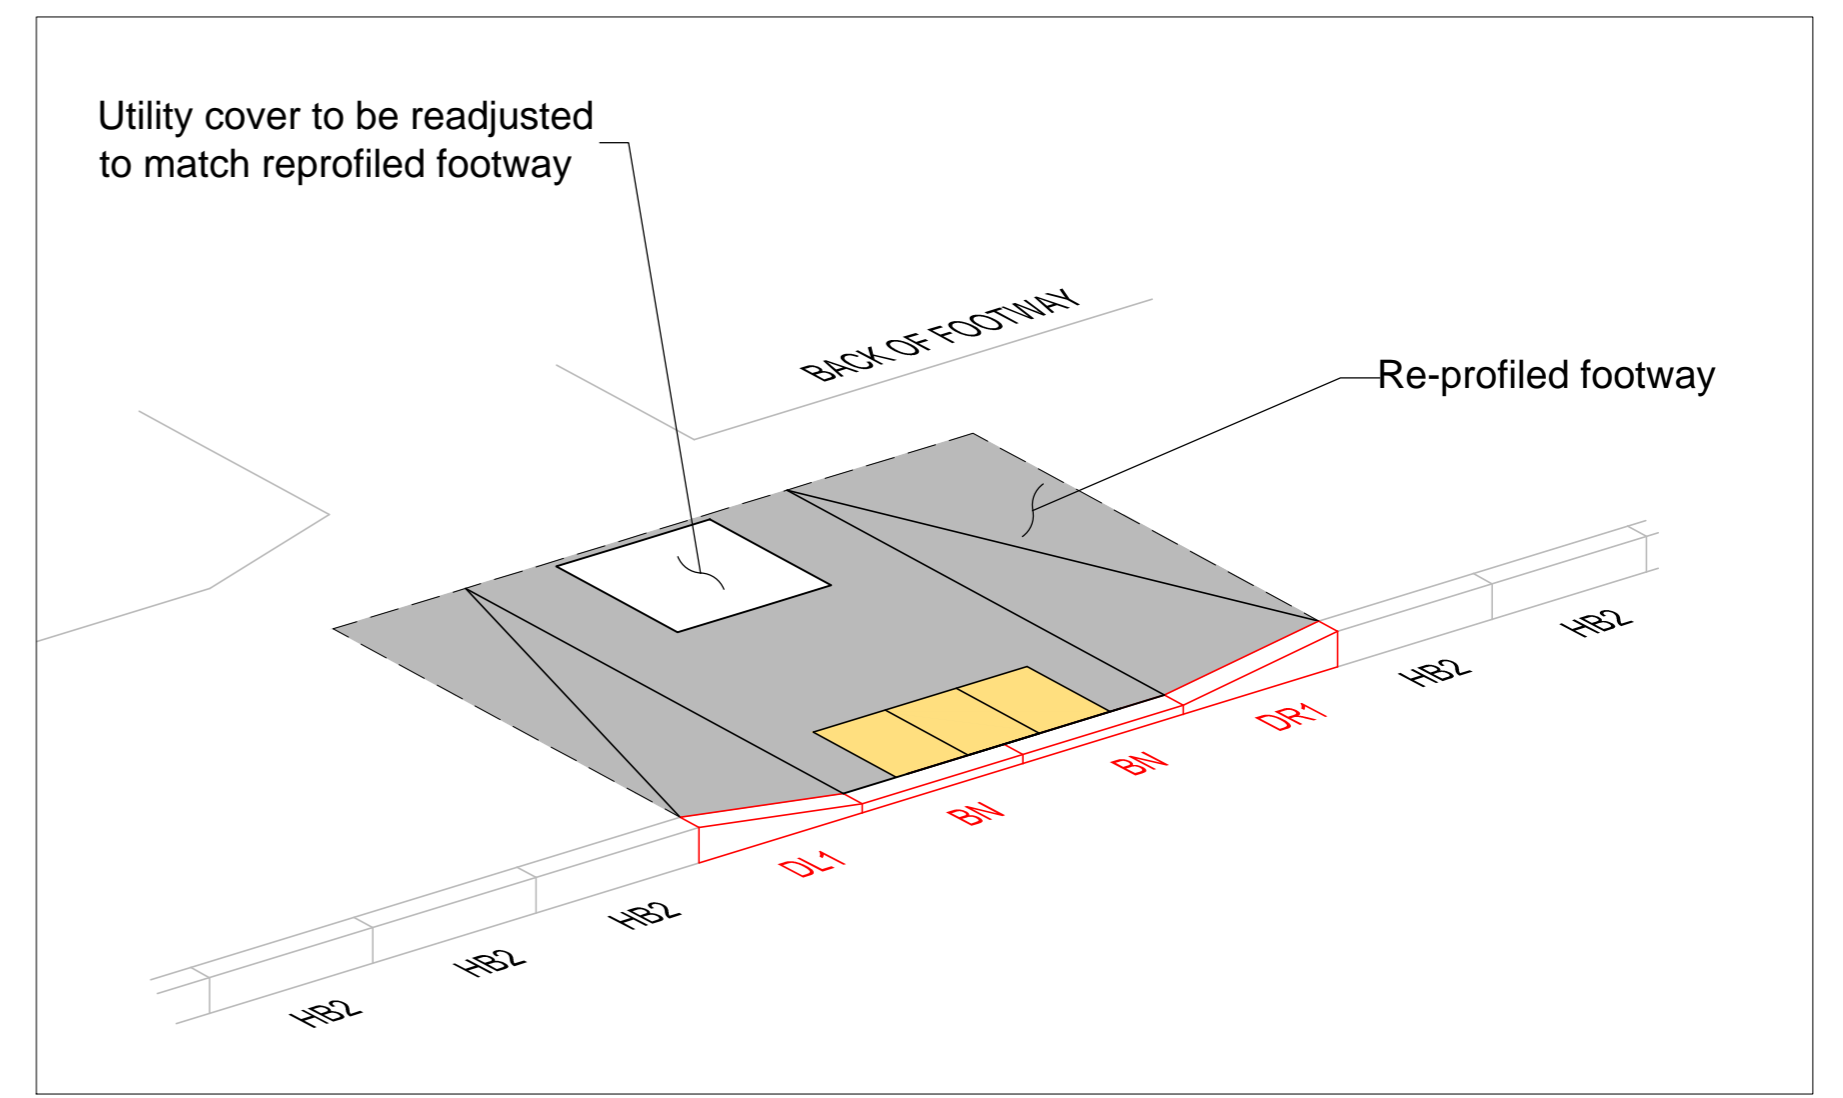 Utility cover to be readjusted
to match reprofiled footway
BACK OF FOOTWAY
Re-profiled footway
HB2
HB2
DR1
BN
BN
DL1
HB2
HB2
HB2